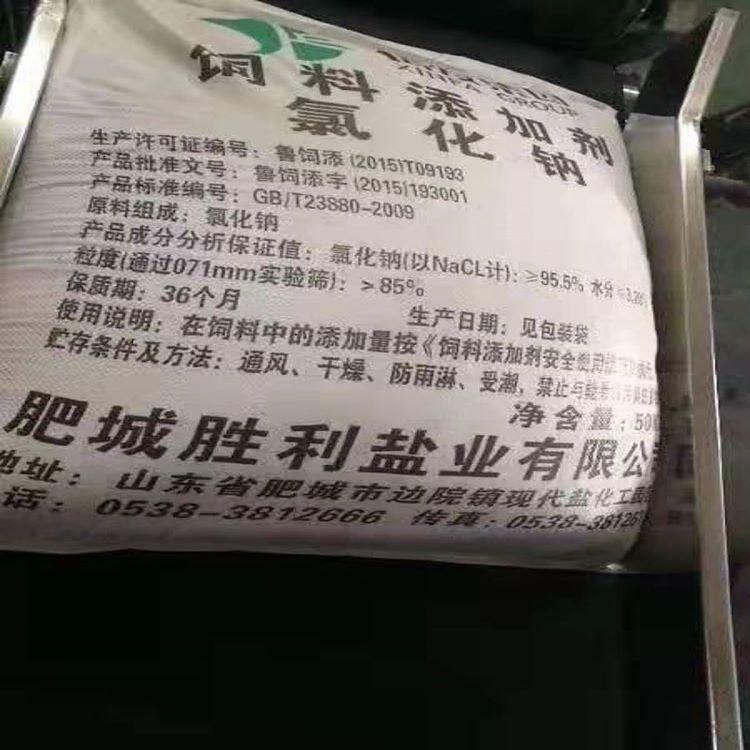 XINFA GROUP
饲料添加剂
氯化钠
生产许可证编号：鲁饲添(2015)T09193
产品批准文号：鲁饲添字(2015)193001
产品标准编号：GB/T23880-2009
原料组成：氯化钠
产品成分分析保证值：氯化钠(以NaCL计)：≥95.5% 水分
粒度(通过071mm实验筛)：>85%
保质期：36个月 生产日期：见包装袋
使用说明：在饲料中的添加量按《饲料添加剂安全使用
贮存条件及方法：通风、干燥、防雨淋、受潮，禁止与
净含量：50
肥城胜利盐业有限公
地址：山东省肥城市边院镇现代盐化工
话：0538-3812666 传真：0538-38126